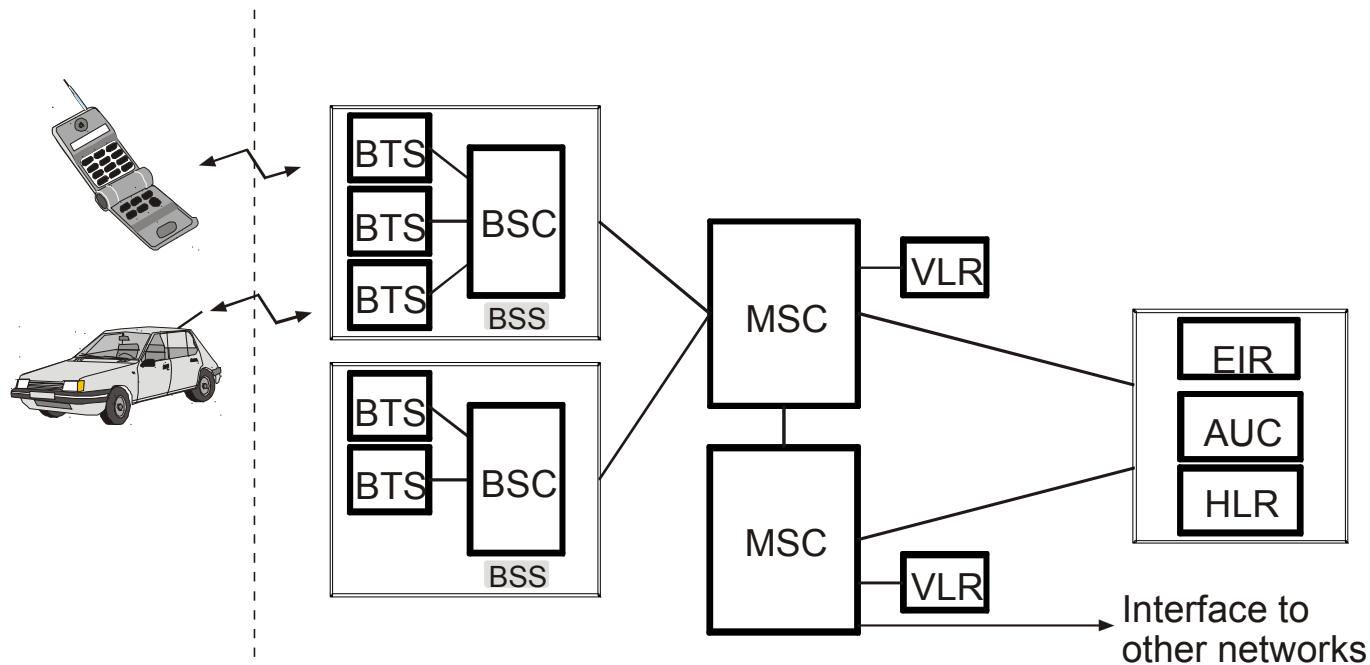 BTS
BTS
BTS
BSC
BSS
BTS
BTS
BSC
BSS
MSC
VLR
MSC
VLR
EIR
AUC
HLR
Interface to
other networks